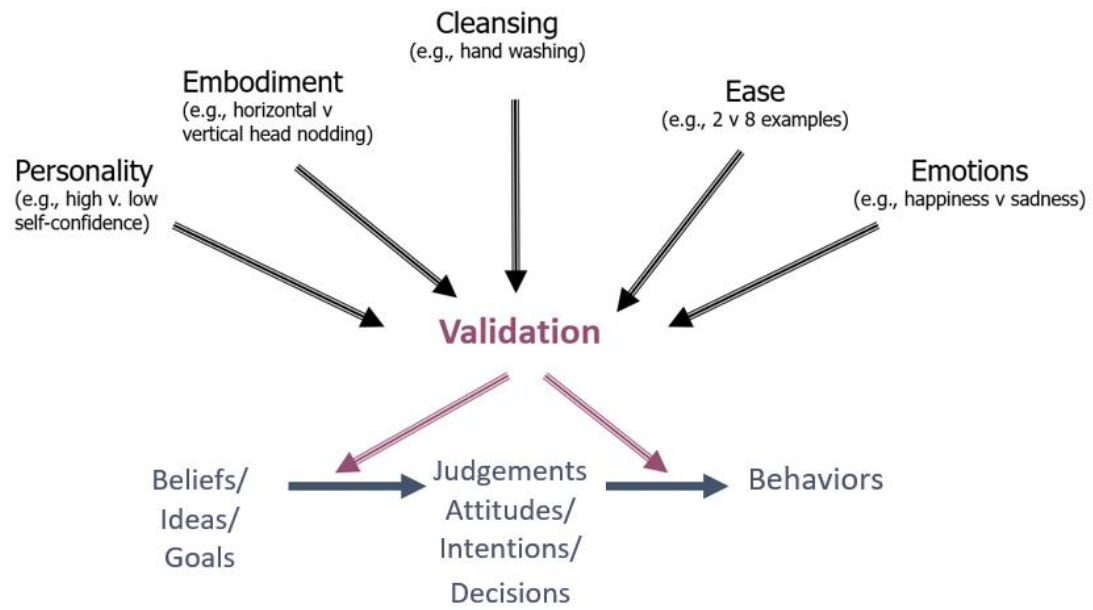 Cleansing
(e.g., hand washing)
Embodiment
(e.g., horizontal v
vertical head nodding)
Ease
(e.g., 2 v 8 examples)
Personality
(e.g., high v. low
self-confidence)
Emotions
(e.g., happiness v sadness)
Validation
Beliefs/
Ideas/
Goals
Judgements
Attitudes/
Intentions/
Decisions
Behaviors